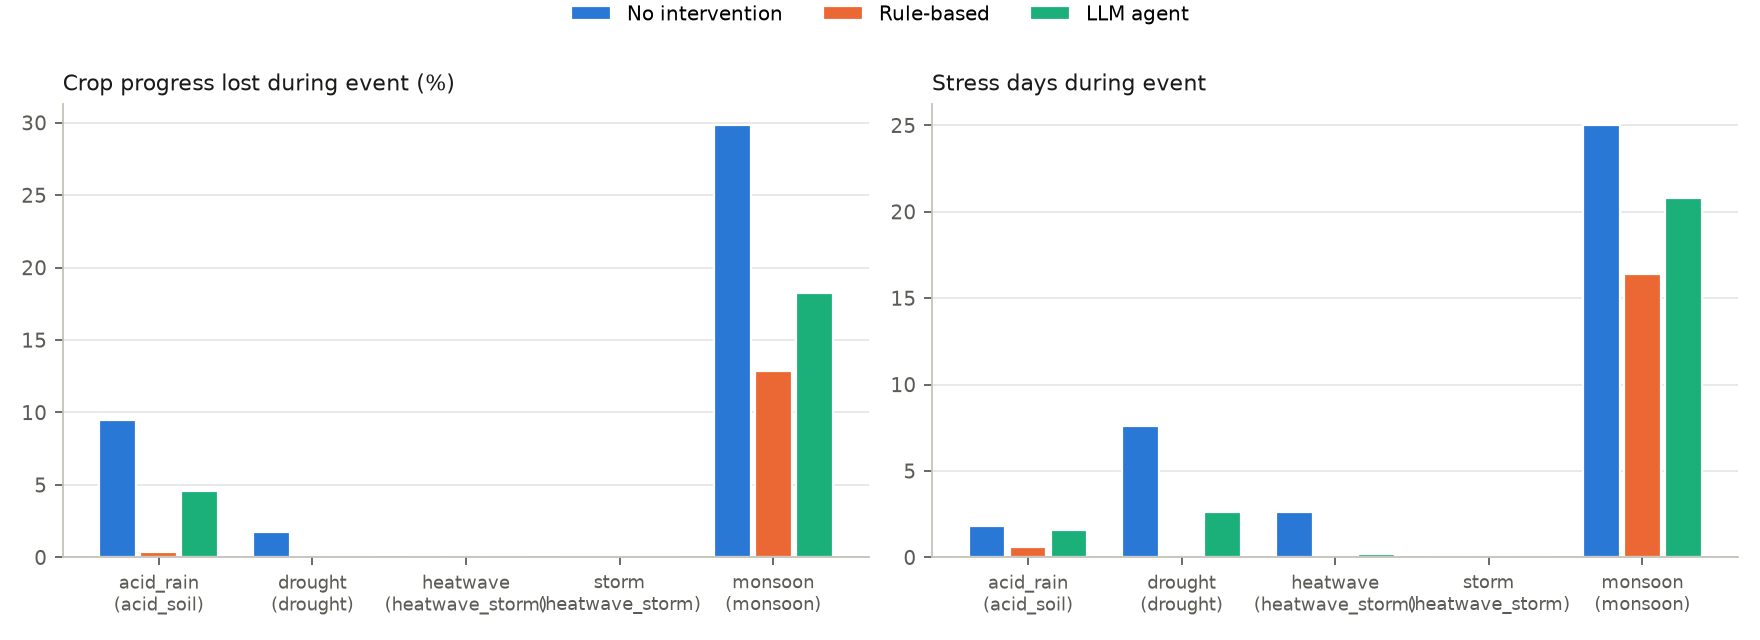 No intervention Rule-based LLM agent
Crop progress lost during event (%)
30
25
20
15
10
5
0
acid_rain
(acid_soil)
drought
(drought)
heatwave
(heatwave_storm)
storm
(heatwave_storm)
monsoon
(monsoon)
Stress days during event
25
20
15
10
5
0
acid_rain
(acid_soil)
drought
(drought)
heatwave
(heatwave_storm)
storm
(heatwave_storm)
monsoon
(monsoon)